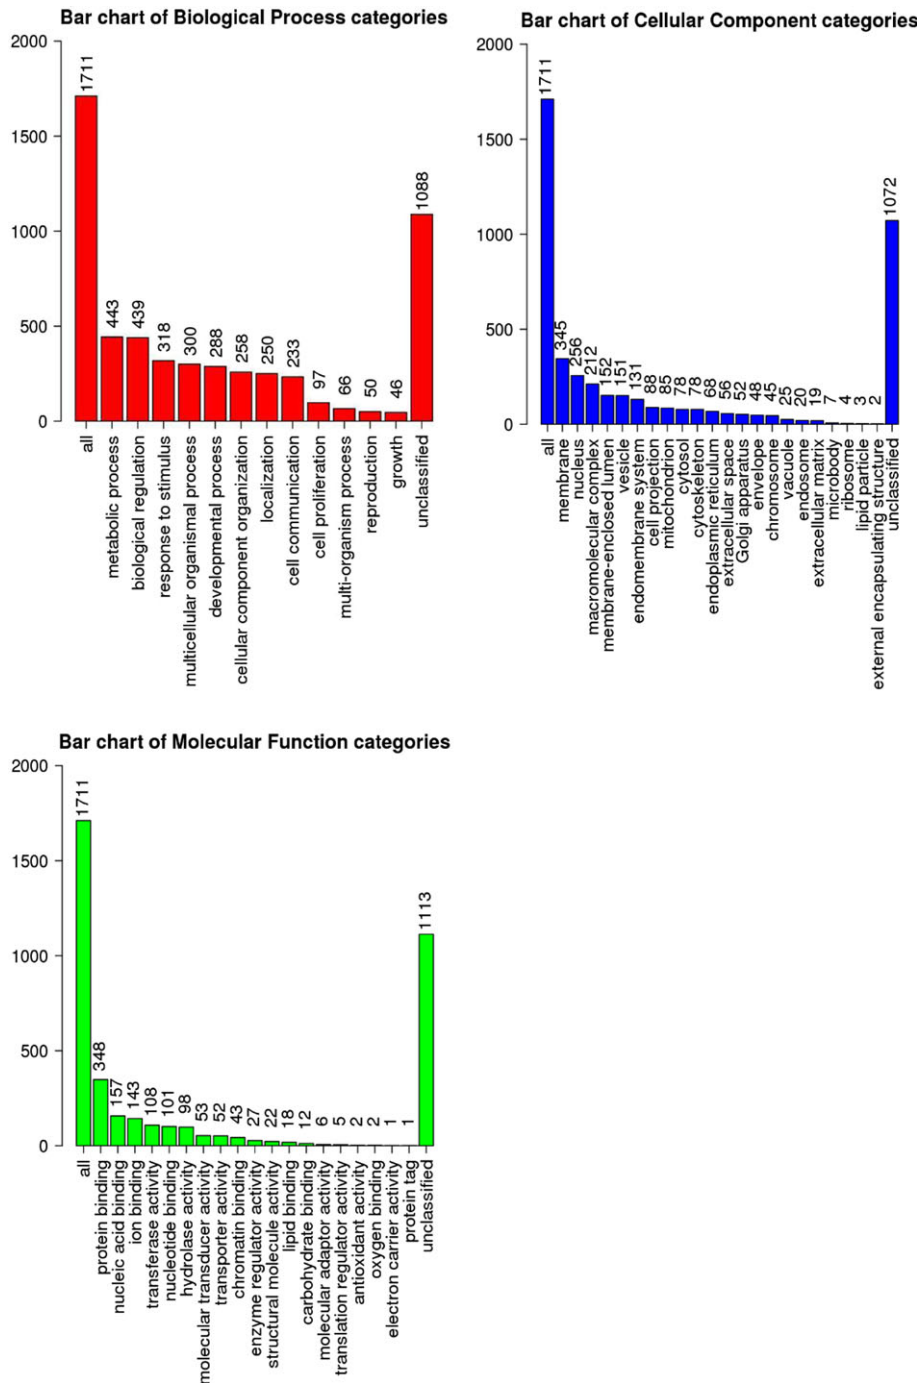 Bar chart of Biological Process categories
2000
1500
1000
500
0
1711
443
439
318
300
288
258
250
233
97
66
50
46
1088
all
metabolic process
biological regulation
response to stimulus
multicellular organismal process
developmental process
cellular component organization
localization
cell communication
cell proliferation
multi-organism process
reproduction
growth
unclassified
Bar chart of Cellular Component categories
2000
1500
1000
500
0
1711
345
256
212
152
151
131
88
85
78
78
68
56
52
48
45
25
20
19
7
4
3
2
1072
all
membrane
nucleus
macromolecular complex
membrane-enclosed lumen
vesicle
endomembrane system
cell projection
mitochondrion
cytosol
cytoskeleton
endoplasmic reticulum
extracellular space
Golgi apparatus
envelope
chromosome
vacuole
endosome
extracellular matrix
microbody
ribosome
lipid particle
external encapsulating structure
unclassified
Bar chart of Molecular Function categories
2000
1500
1000
500
0
1711
348
157
143
108
101
98
53
52
43
27
22
18
12
6
5
2
2
1
1
1113
all
protein binding
nucleic acid binding
ion binding
transferase activity
nucleotide binding
hydrolase activity
molecular transducer activity
transporter activity
chromatin binding
enzyme regulator activity
structural molecule activity
lipid binding
carbohydrate binding
molecular adaptor activity
translation regulator activity
antioxidant activity
oxygen binding
electron carrier activity
protein tag
unclassified